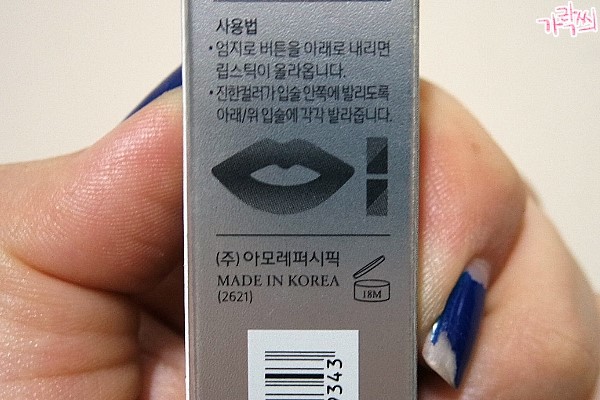 가락찌
사용법
• 엄지로 버튼을 아래로 내리면
립스틱이 올라옵니다.
• 진한컬러가 입술 안쪽에 발리도록
아래/위 입술에 각각 발라줍니다.
(주) 아모레퍼시픽
MADE IN KOREA
(2621)
18M
9343